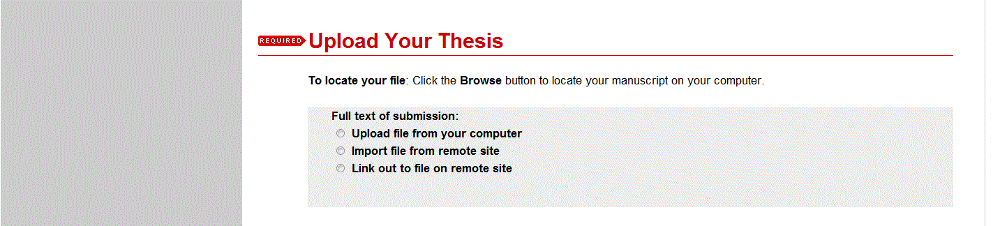 REQUIRED Upload Your Thesis
To locate your file: Click the Browse button to locate your manuscript on your computer.
Full text of submission:
Upload file from your computer
Import file from remote site
Link out to file on remote site